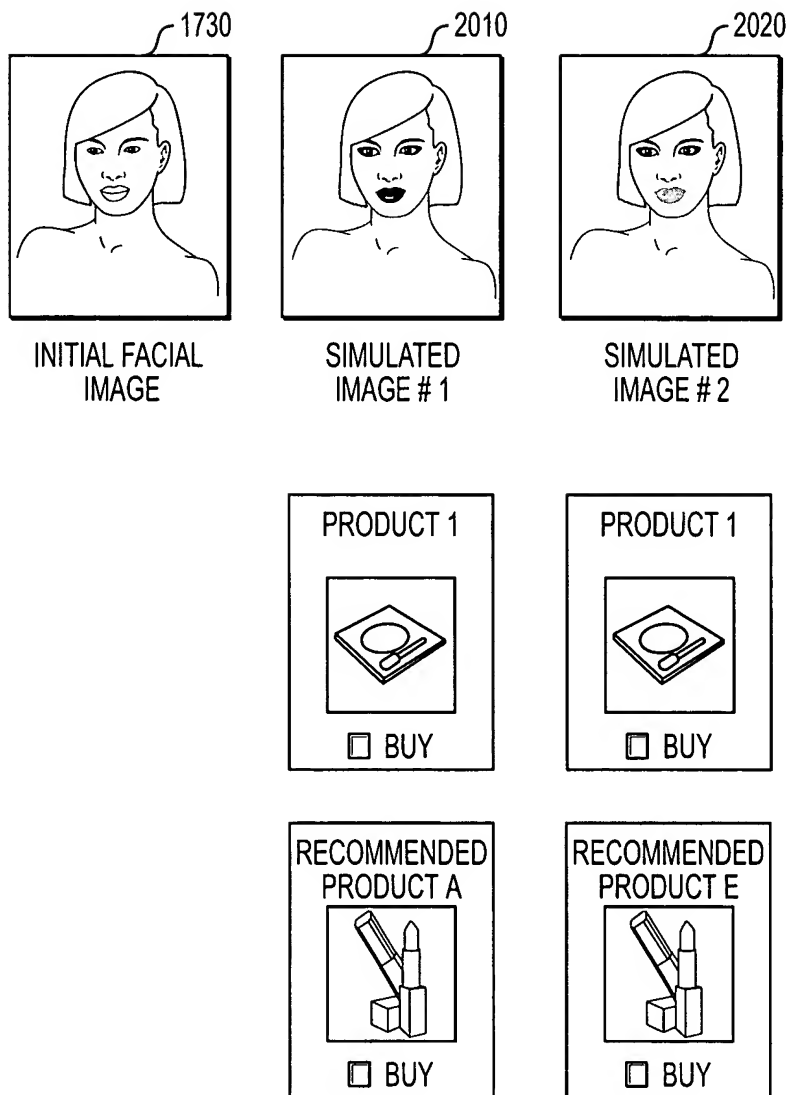 1730
2010
2020
INITIAL FACIAL
IMAGE
SIMULATED
IMAGE # 1
SIMULATED
IMAGE # 2
PRODUCT 1
BUY
PRODUCT 1
BUY
RECOMMENDED
PRODUCT A
BUY
RECOMMENDED
PRODUCT E
BUY